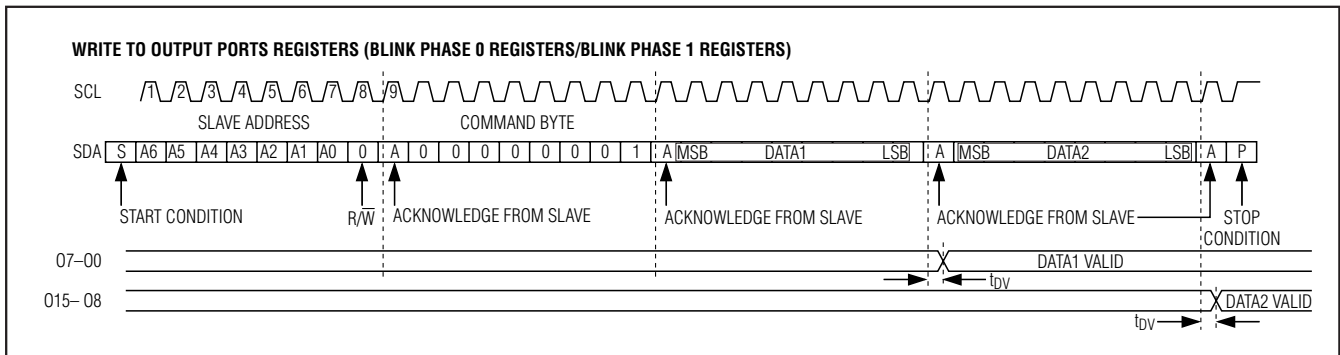 WRITE TO OUTPUT PORTS REGISTERS (BLINK PHASE 0 REGISTERS/BLINK PHASE 1 REGISTERS)
SCL 1 2 3 4 5 6 7 8 9
SLAVE ADDRESS COMMAND BYTE
SDA S A6 A5 A4 A3 A2 A1 A0 0 A 0 0 0 0 0 0 0 1 A MSB DATA1 LSB A MSB DATA2 LSB A P
START CONDITION R/W̅ ACKNOWLEDGE FROM SLAVE ACKNOWLEDGE FROM SLAVE ACKNOWLEDGE FROM SLAVE STOP
CONDITION
O7–O0 DATA1 VALID
tDV
O15–O8 DATA2 VALID
tDV